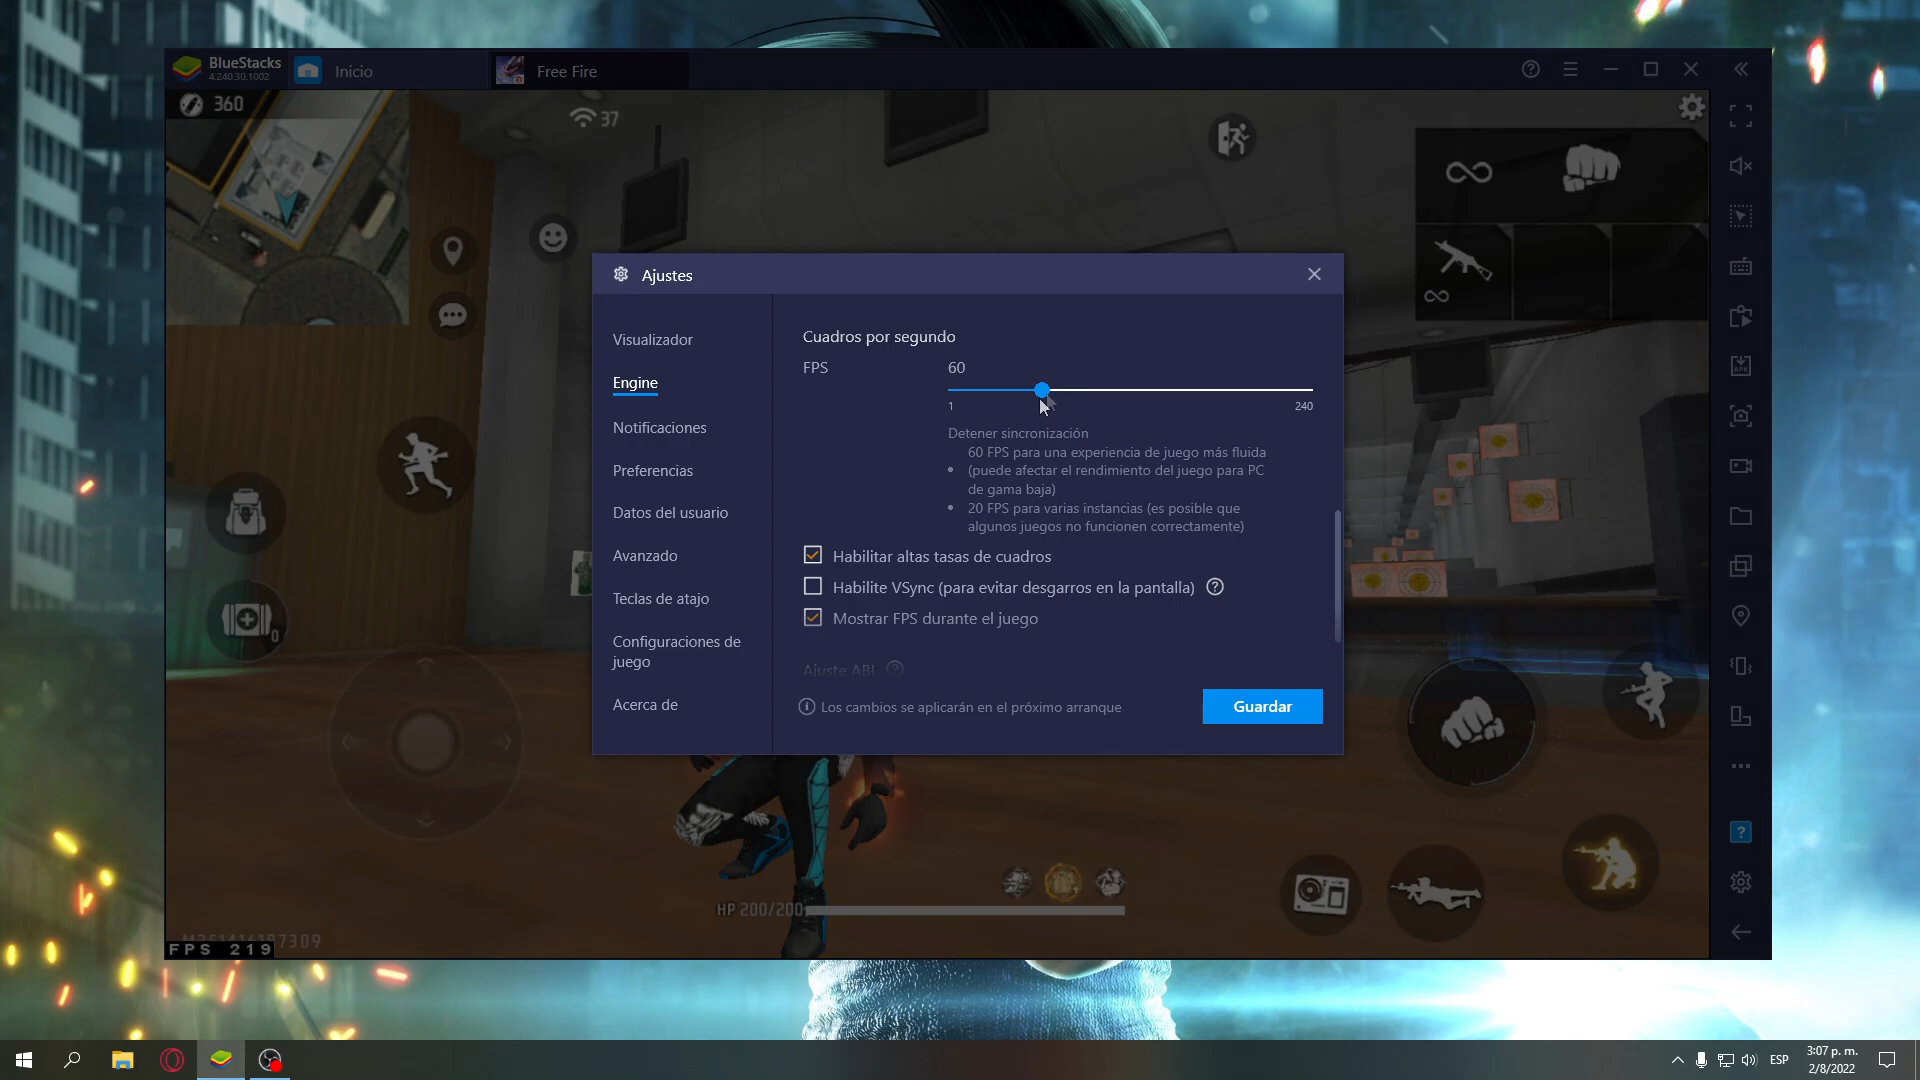 BlueStacks
4.240.30.1002
Inicio
Free Fire
360
37
Ajustes
Visualizador
Engine
Notificaciones
Preferencias
Datos del usuario
Avanzado
Teclas de atajo
Configuraciones de
juego
Acerca de
Cuadros por segundo
FPS 60
1 240
Detener sincronización
60 FPS para una experiencia de juego más fluida
• (puede afectar el rendimiento del juego para PC
de gama baja)
• 20 FPS para varias instancias (es posible que
algunos juegos no funcionen correctamente)
Habilitar altas tasas de cuadros
Habilite VSync (para evitar desgarros en la pantalla)
Mostrar FPS durante el juego
Ajuste ABI
Los cambios se aplicarán en el próximo arranque
Guardar
0
APK
HP 200/200
FPS 219
ESP
3:07 p. m.
2/8/2022